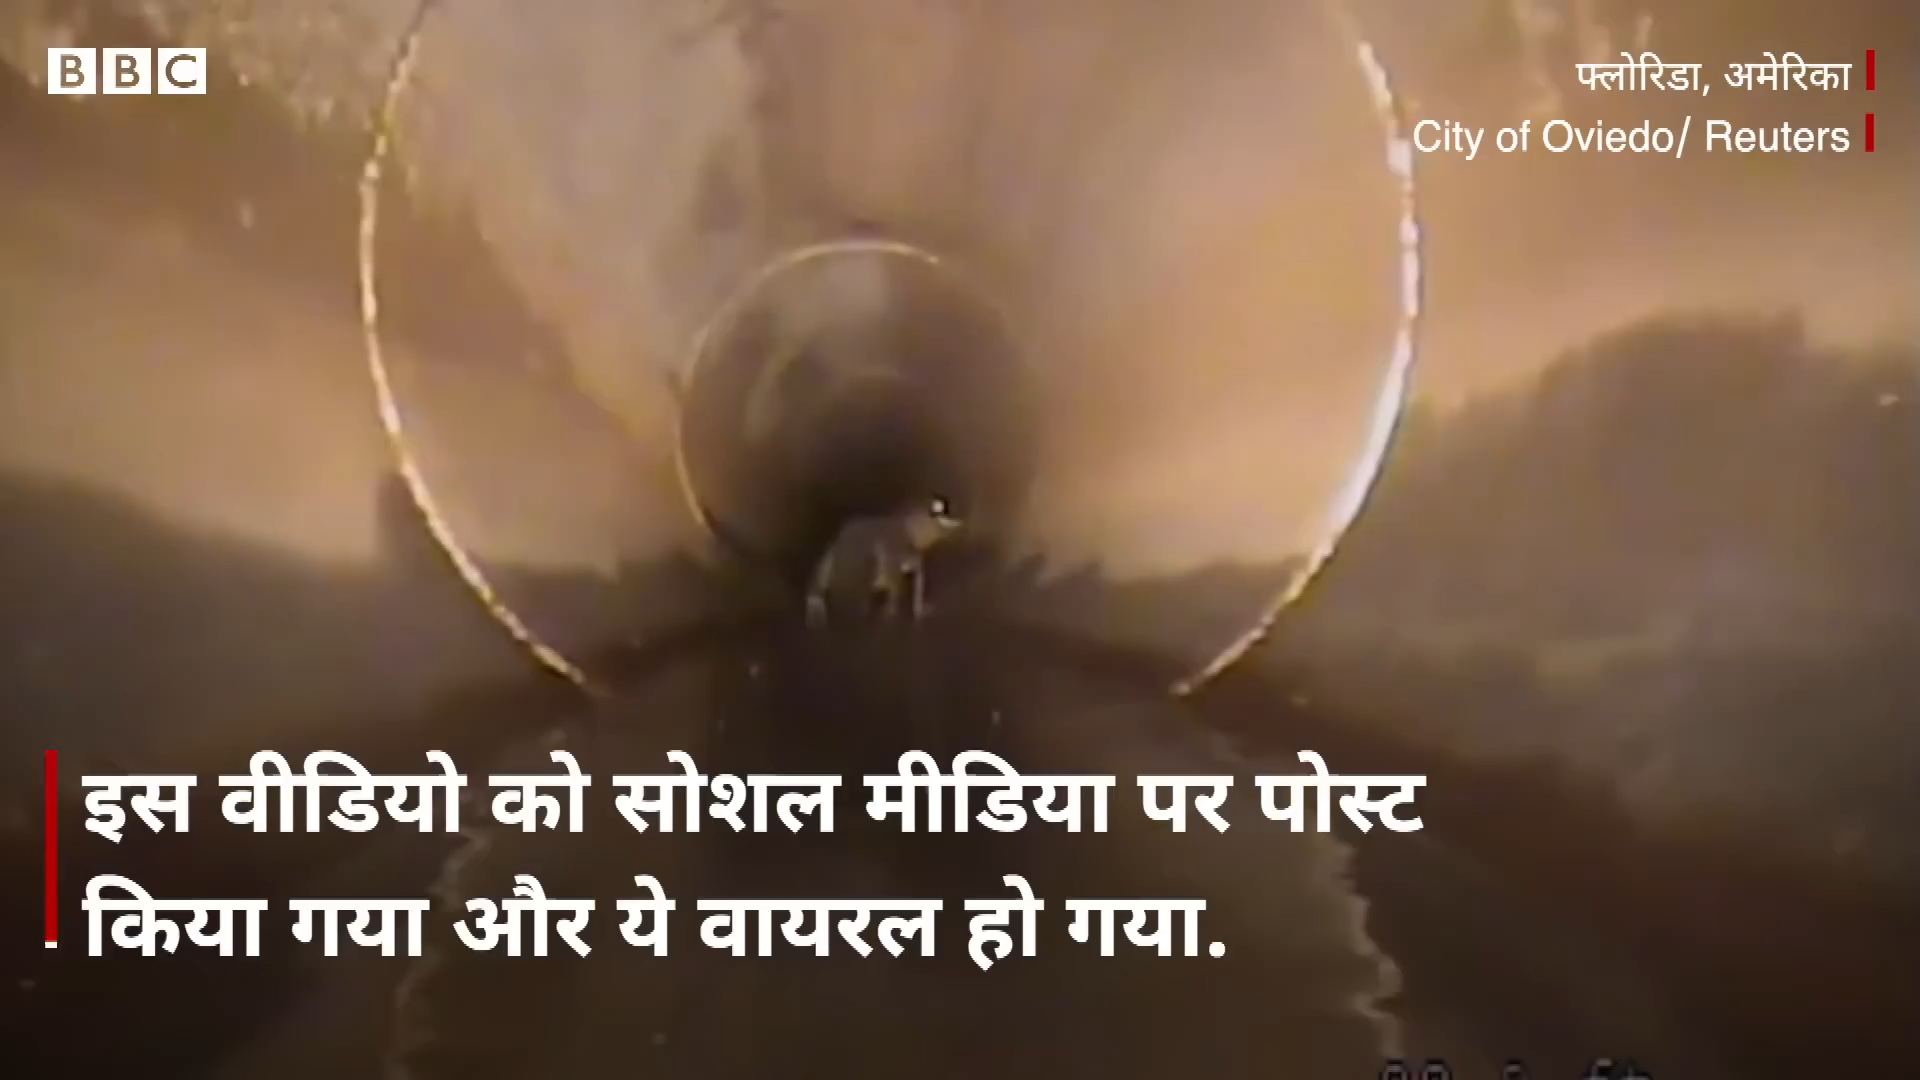 BBC
फ्लोरिडा, अमेरिका
City of Oviedo/ Reuters
इस वीडियो को सोशल मीडिया पर पोस्ट
किया गया और ये वायरल हो गया.